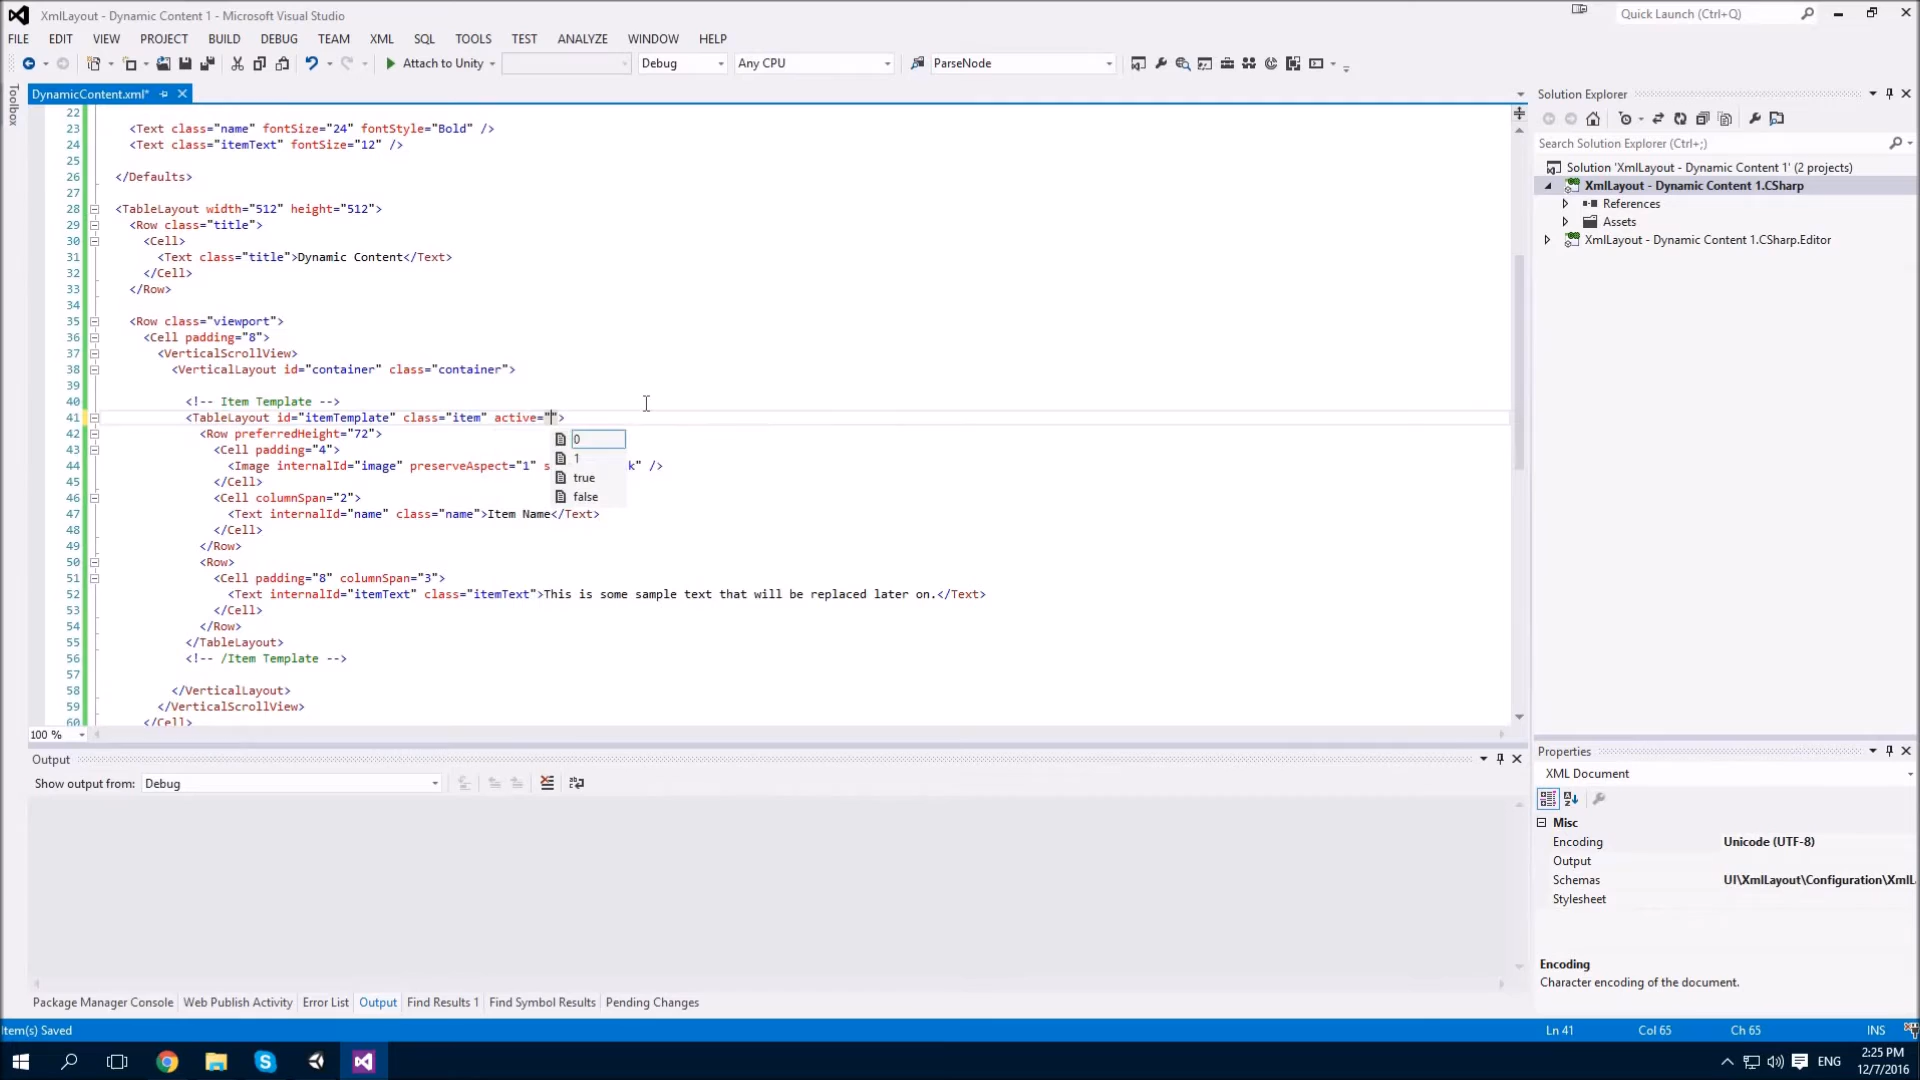 XmlLayout - Dynamic Content 1 - Microsoft Visual Studio
Quick Launch (Ctrl+Q)
FILE EDIT VIEW PROJECT BUILD DEBUG TEAM XML SQL TOOLS TEST ANALYZE WINDOW HELP
Attach to Unity Debug Any CPU ParseNode
Toolbox
DynamicContent.xml*
22
23 <Text class="name" fontSize="24" fontStyle="Bold" />
24 <Text class="itemText" fontSize="12" />
25
26 </Defaults>
27
28 <TableLayout width="512" height="512">
29 <Row class="title">
30 <Cell>
31 <Text class="title">Dynamic Content</Text>
32 </Cell>
33 </Row>
34
35 <Row class="viewport">
36 <Cell padding="8">
37 <VerticalScrollView>
38 <VerticalLayout id="container" class="container">
39
40 <!-- Item Template -->
41 <TableLayout id="itemTemplate" class="item" active="">
42 <Row preferredHeight="72">
43 <Cell padding="4">
44 <Image internalId="image" preserveAspect="1" s k" />
45 </Cell>
46 <Cell columnSpan="2">
47 <Text internalId="name" class="name">Item Name</Text>
48 </Cell>
49 </Row>
50 <Row>
51 <Cell padding="8" columnSpan="3">
52 <Text internalId="itemText" class="itemText">This is some sample text that will be replaced later on.</Text>
53 </Cell>
54 </Row>
55 </TableLayout>
56 <!-- /Item Template -->
57
58 </VerticalLayout>
59 </VerticalScrollView>
60 </Cell>
0
1
true
false
100 %
Output
Show output from: Debug
Package Manager Console Web Publish Activity Error List Output Find Results 1 Find Symbol Results Pending Changes
Solution Explorer
Search Solution Explorer (Ctrl+;)
Solution 'XmlLayout - Dynamic Content 1' (2 projects)
XmlLayout - Dynamic Content 1.CSharp
References
Assets
XmlLayout - Dynamic Content 1.CSharp.Editor
Properties
XML Document
Misc
Encoding Unicode (UTF-8)
Output
Schemas UI\XmlLayout\Configuration\XmlL
Stylesheet
Encoding
Character encoding of the document.
Item(s) Saved
Ln 41 Col 65 Ch 65 INS
ENG
2:25 PM
12/7/2016